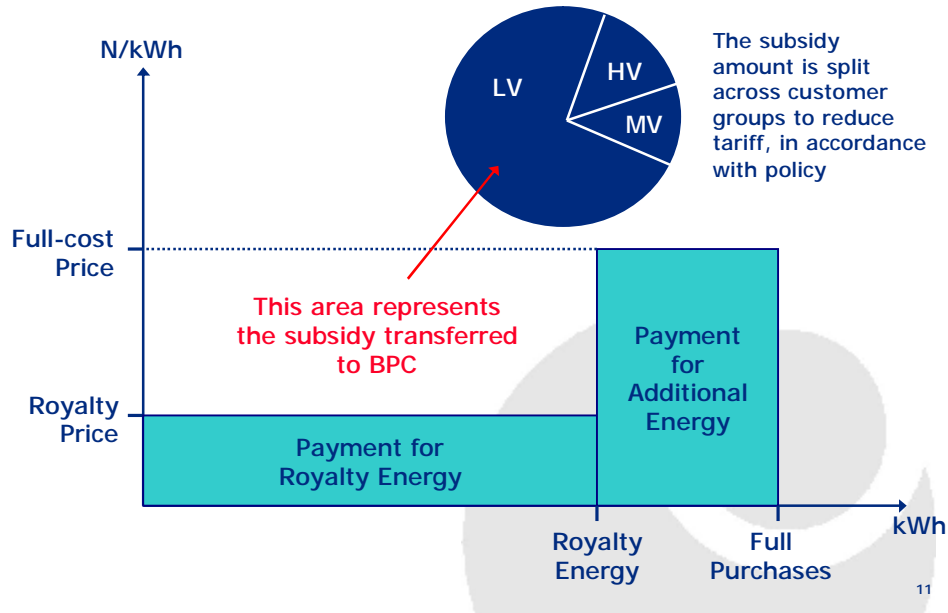 N/kWh
LV
HV
MV
The subsidy
amount is split
across customer
groups to reduce
tariff, in accordance
with policy
Full-cost
Price
This area represents
the subsidy transferred
to BPC
Payment
for
Additional
Energy
Royalty
Price
Payment for
Royalty Energy
kWh
Royalty
Energy
Full
Purchases
11